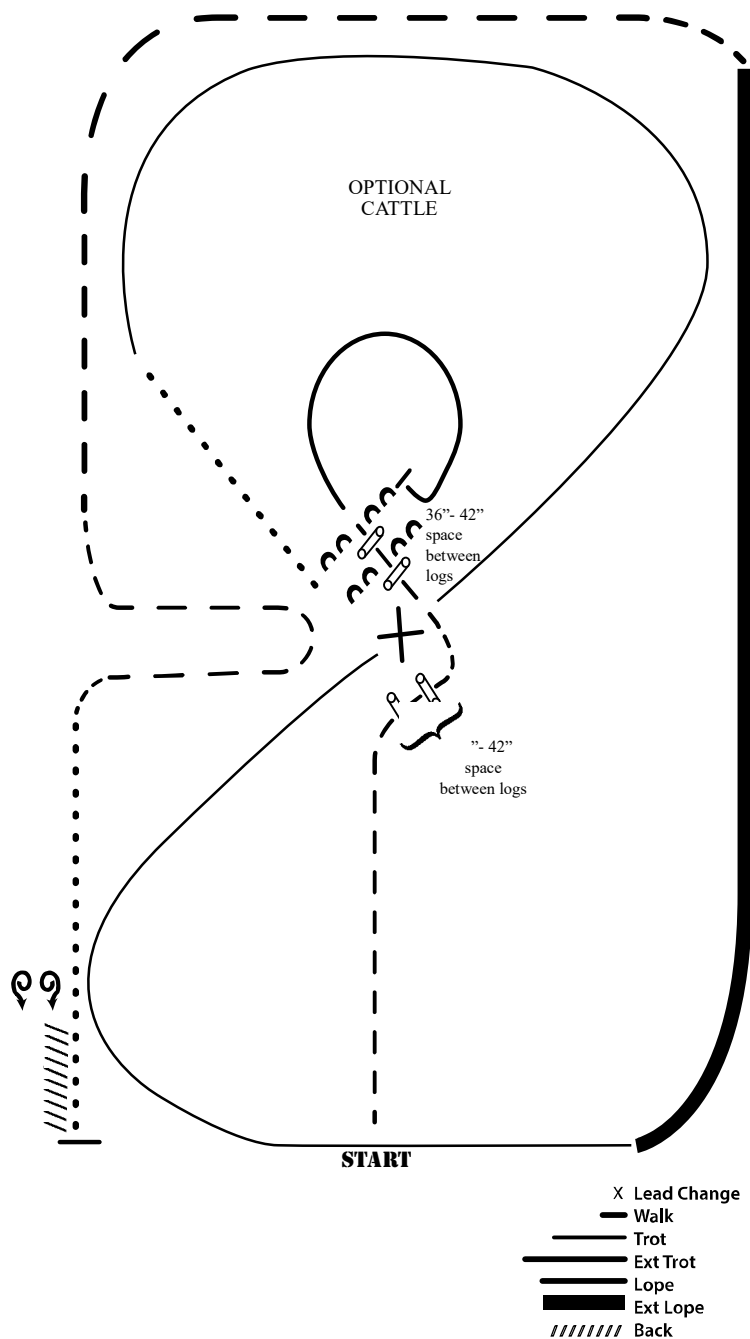 OPTIONAL
CATTLE
36”- 42”
space
between
logs
”- 42”
space
between logs
START
X Lead Change
Walk
Trot
Ext Trot
Lope
Ext Lope
Back